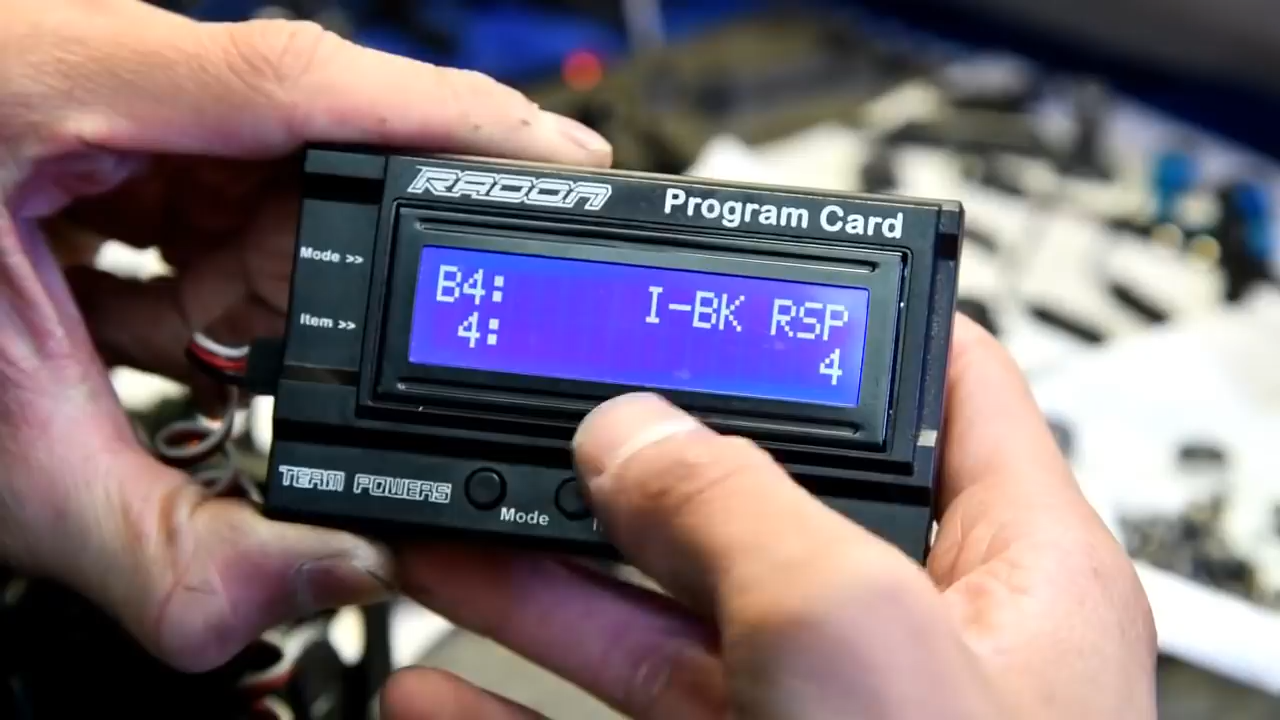 RADON Program Card
Mode >>
B4: I-BK RSP
Item >>
4: 4
TEAM POWERS
Mode